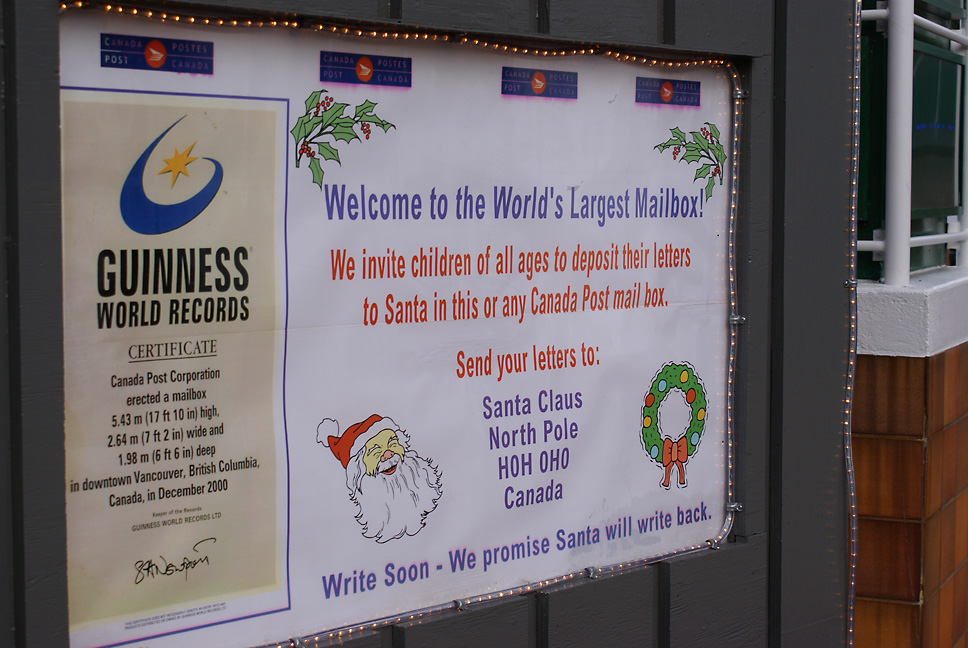 CANADA POSTES
POST CANADA
CANADA POSTES
POST CANADA
CANADA POSTES
POST CANADA
CANADA POSTES
POST CANADA
GUINNESS
WORLD RECORDS
CERTIFICATE
Canada Post Corporation
erected a mailbox
5.43 m (17 ft 10 in) high,
2.64 m (7 ft 2 in) wide and
1.98 m (6 ft 6 in) deep
in downtown Vancouver, British Columbia,
Canada, in December 2000
Keeper of the Records
GUINNESS WORLD RECORDS LTD
Welcome to the World's Largest Mailbox!
We invite children of all ages to deposit their letters
to Santa in this or any Canada Post mail box.
Send your letters to:
Santa Claus
North Pole
HOH OHO
Canada
Write Soon - We promise Santa will write back.